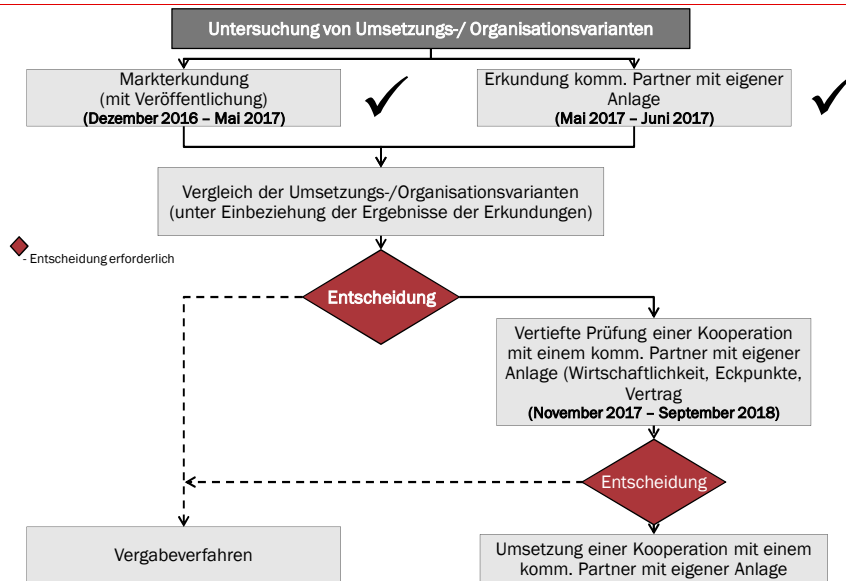 Untersuchung von Umsetzungs-/ Organisationsvarianten
Markterkundung
(mit Veröffentlichung)
(Dezember 2016 – Mai 2017)
Erkundung komm. Partner mit eigener
Anlage
(Mai 2017 – Juni 2017)
Vergleich der Umsetzungs-/Organisationsvarianten
(unter Einbeziehung der Ergebnisse der Erkundungen)
- Entscheidung erforderlich
Entscheidung
Vertiefte Prüfung einer Kooperation
mit einem komm. Partner mit eigener
Anlage (Wirtschaftlichkeit, Eckpunkte,
Vertrag
(November 2017 – September 2018)
Entscheidung
Vergabeverfahren
Umsetzung einer Kooperation mit einem
komm. Partner mit eigener Anlage